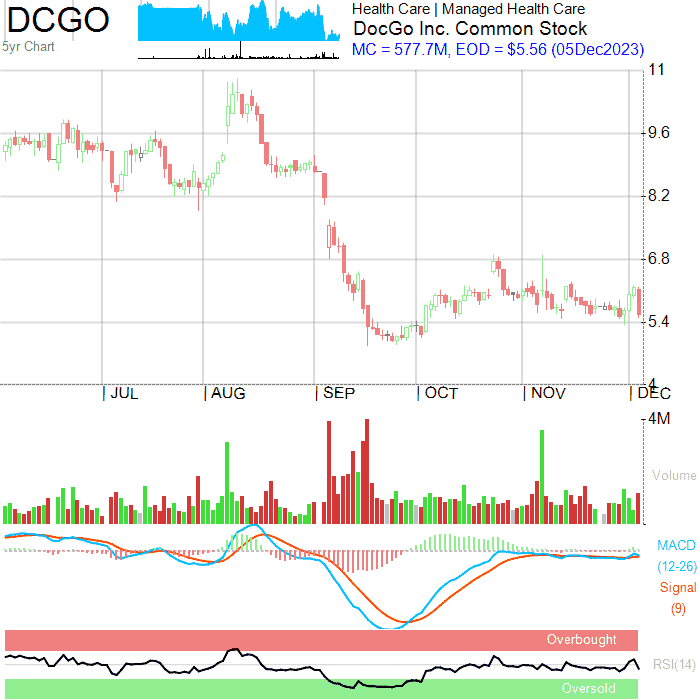 DCGO
5yr Chart
Health Care | Managed Health Care
DocGo Inc. Common Stock
MC = 577.7M, EOD = $5.56 (05Dec2023)
11
9.6
8.2
6.8
5.4
4
JUL
AUG
SEP
OCT
NOV
DEC
4M
Volume
MACD
(12-26)
Signal
(9)
Overbought
RSI(14)
Oversold